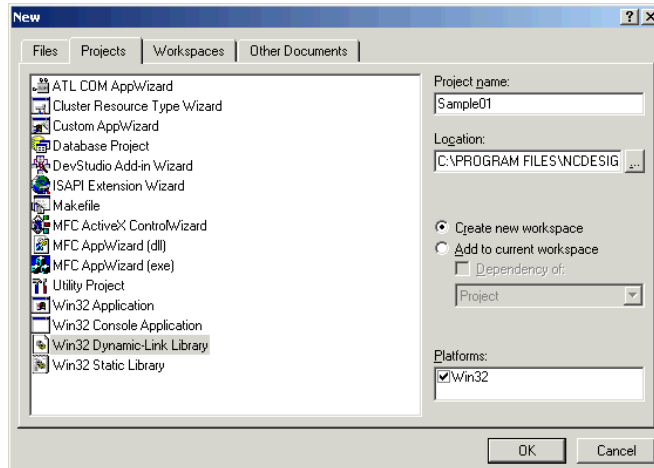 New
Files Projects Workspaces Other Documents
ATL COM AppWizard
Cluster Resource Type Wizard
Custom AppWizard
Database Project
DevStudio Add-in Wizard
ISAPI Extension Wizard
Makefile
MFC ActiveX ControlWizard
MFC AppWizard (dll)
MFC AppWizard (exe)
Utility Project
Win32 Application
Win32 Console Application
Win32 Dynamic-Link Library
Win32 Static Library
Project name:
Sample01
Location:
C:\PROGRAM FILES\NCDESIG ...
Create new workspace
Add to current workspace
Dependency of:
Project
Platforms:
Win32
OK Cancel